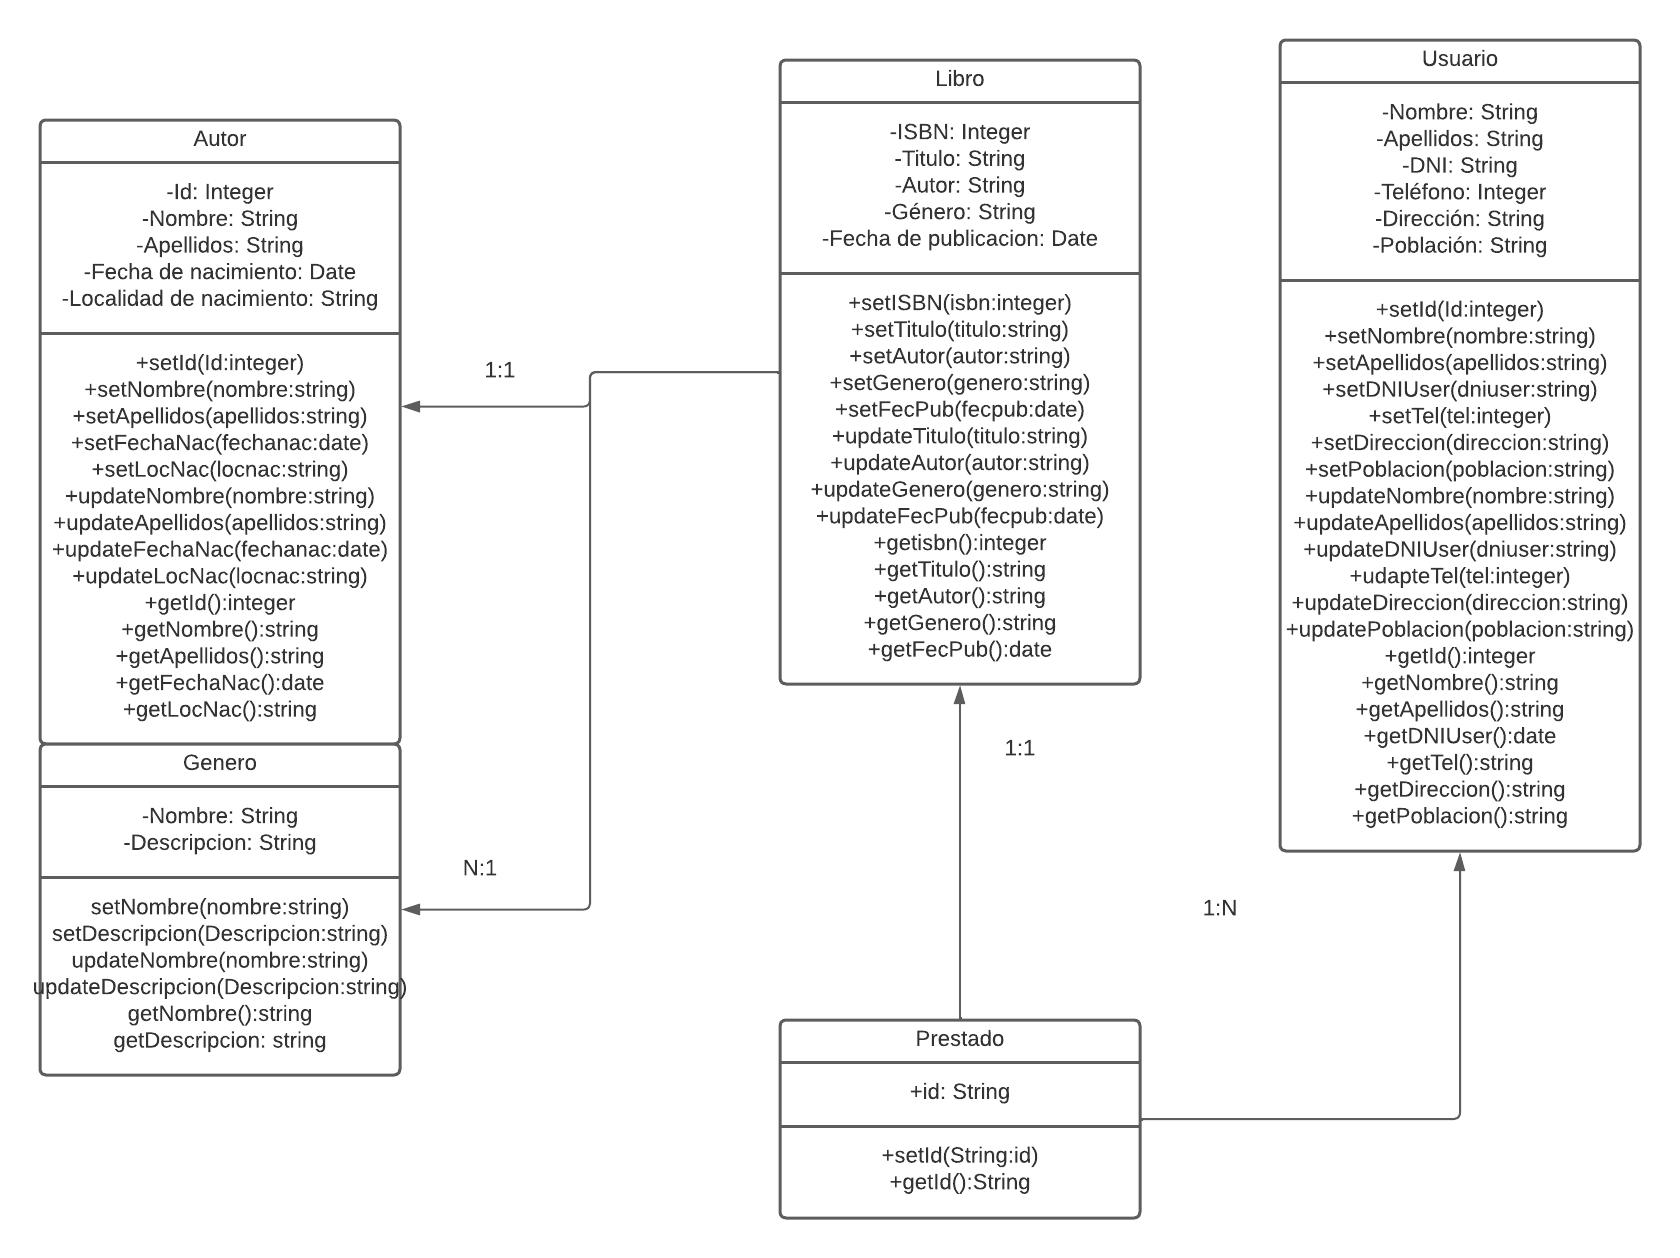 Autor
-Id: Integer
-Nombre: String
-Apellidos: String
-Fecha de nacimiento: Date
-Localidad de nacimiento: String
+setId(Id:integer)
+setNombre(nombre:string)
+setApellidos(apellidos:string)
+setFechaNac(fechanac:date)
+setLocNac(locnac:string)
+updateNombre(nombre:string)
+updateApellidos(apellidos:string)
+updateFechaNac(fechanac:date)
+updateLocNac(locnac:string)
+getId():integer
+getNombre():string
+getApellidos():string
+getFechaNac():date
+getLocNac():string
Genero
-Nombre: String
-Descripcion: String
setNombre(nombre:string)
setDescripcion(Descripcion:string)
updateNombre(nombre:string)
updateDescripcion(Descripcion:string)
getNombre():string
getDescripcion: string
1:1
N:1
Libro
-ISBN: Integer
-Titulo: String
-Autor: String
-Género: String
-Fecha de publicacion: Date
+setISBN(isbn:integer)
+setTitulo(titulo:string)
+setAutor(autor:string)
+setGenero(genero:string)
+setFecPub(fecpub:date)
+updateTitulo(titulo:string)
+updateAutor(autor:string)
+updateGenero(genero:string)
+updateFecPub(fecpub:date)
+getisbn():integer
+getTitulo():string
+getAutor():string
+getGenero():string
+getFecPub():date
1:1
Prestado
+id: String
+setId(String:id)
+getId():String
1:N
Usuario
-Nombre: String
-Apellidos: String
-DNI: String
-Teléfono: Integer
-Dirección: String
-Población: String
+setId(Id:integer)
+setNombre(nombre:string)
+setApellidos(apellidos:string)
+setDNIUser(dniuser:string)
+setTel(tel:integer)
+setDireccion(direccion:string)
+setPoblacion(poblacion:string)
+updateNombre(nombre:string)
+updateApellidos(apellidos:string)
+updateDNIUser(dniuser:string)
+udapteTel(tel:integer)
+updateDireccion(direccion:string)
+updatePoblacion(poblacion:string)
+getId():integer
+getNombre():string
+getApellidos():string
+getDNIUser():date
+getTel():string
+getDireccion():string
+getPoblacion():string